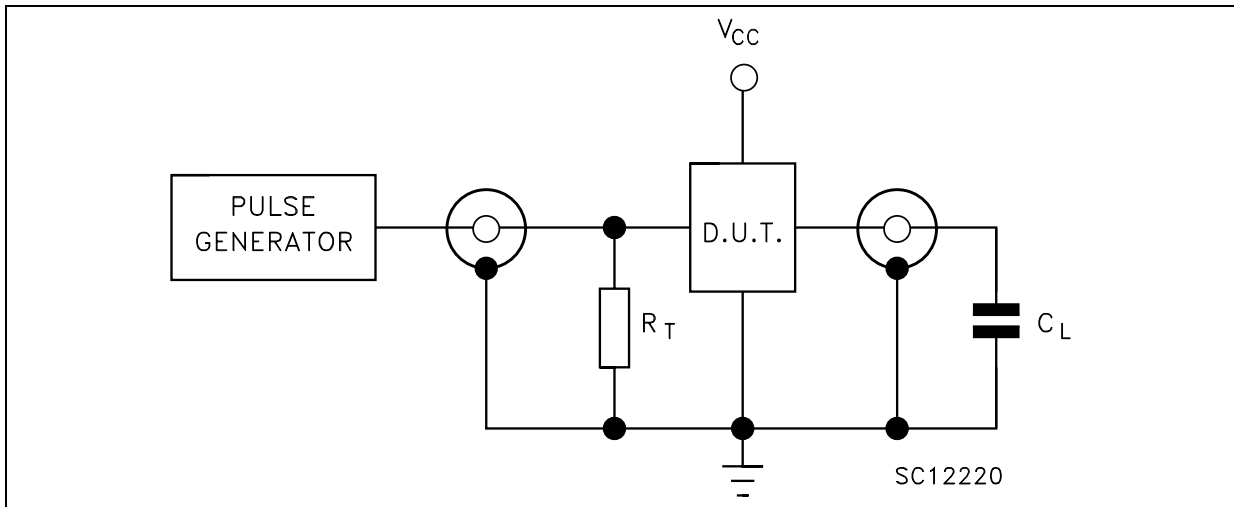 VCC
PULSE
GENERATOR
D.U.T.
RT
CL
SC12220